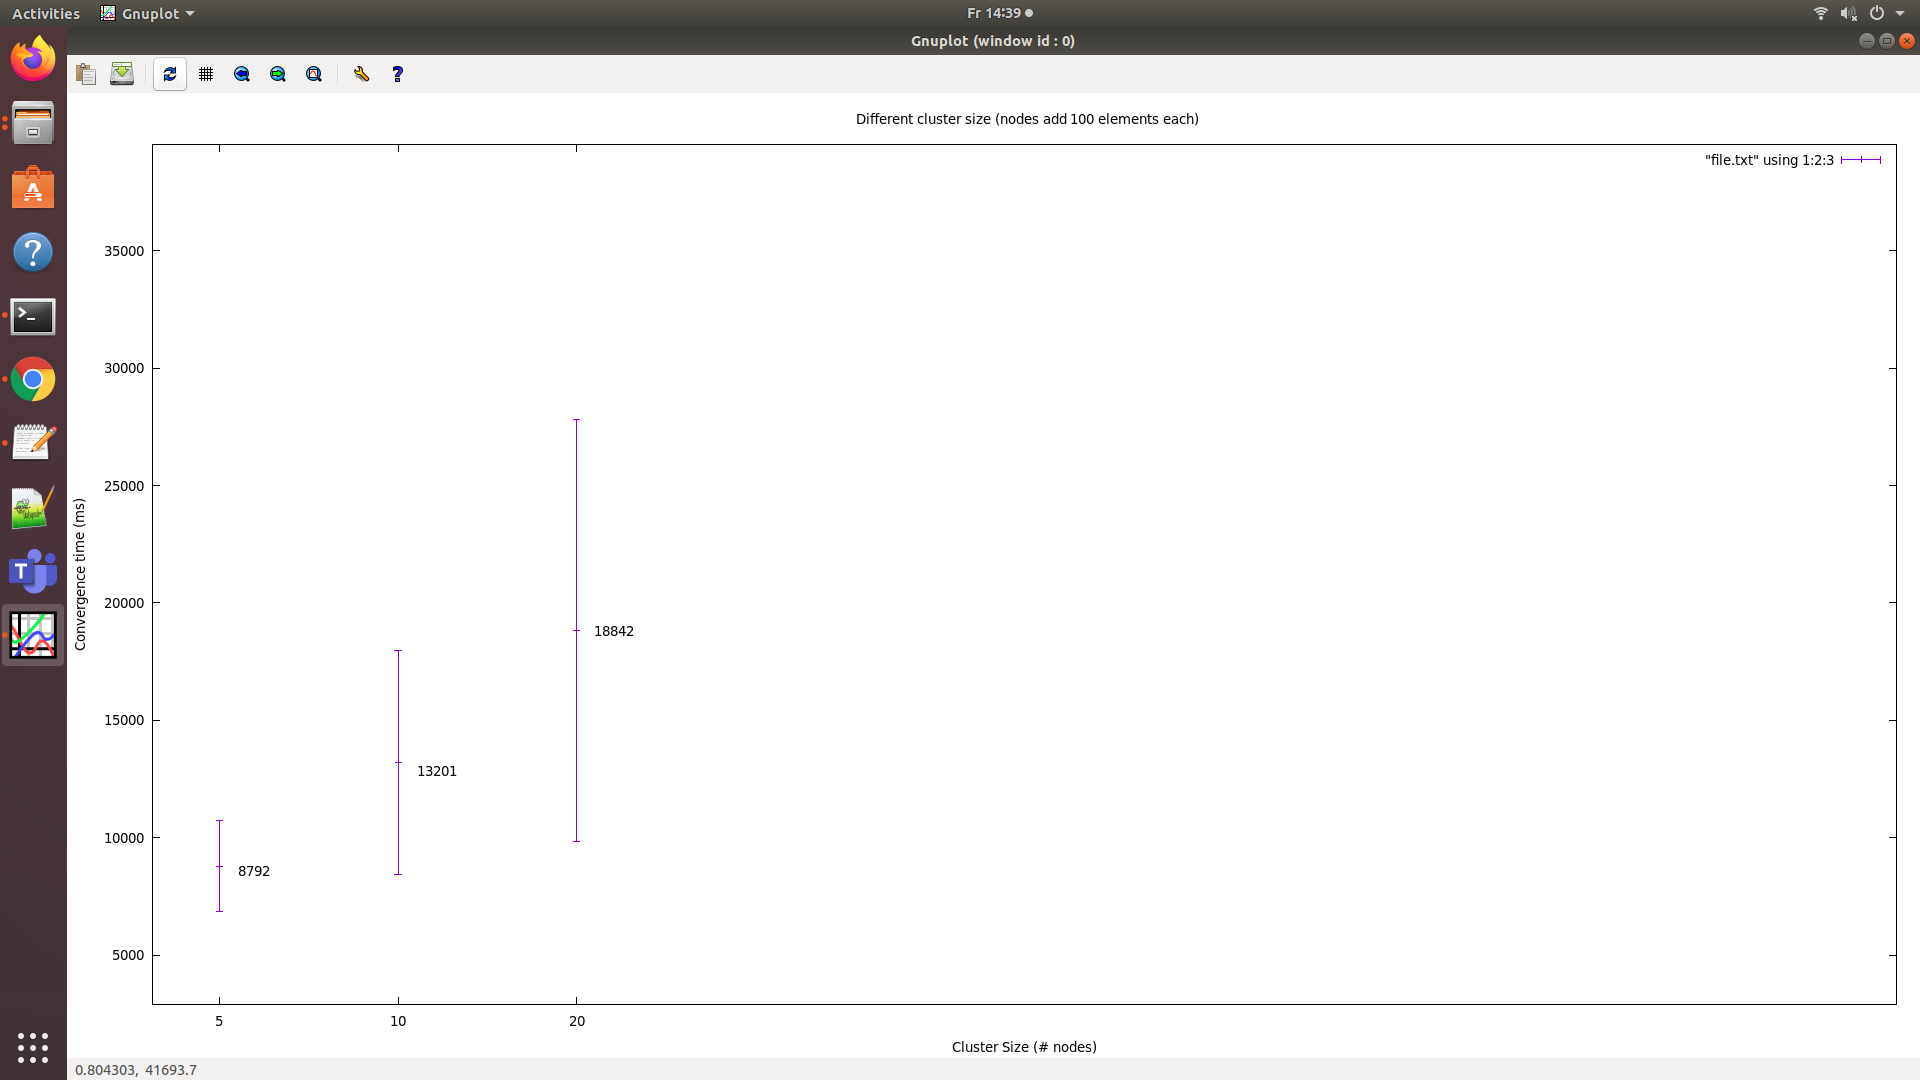 Activities Gnuplot Fr 14:39
Gnuplot (window id : 0)
Different cluster size (nodes add 100 elements each)
"file.txt" using 1:2:3
35000
30000
25000
20000
15000
10000
5000
Convergence time (ms)
18842
13201
8792
5 10 20
Cluster Size (# nodes)
0.804303, 41693.7